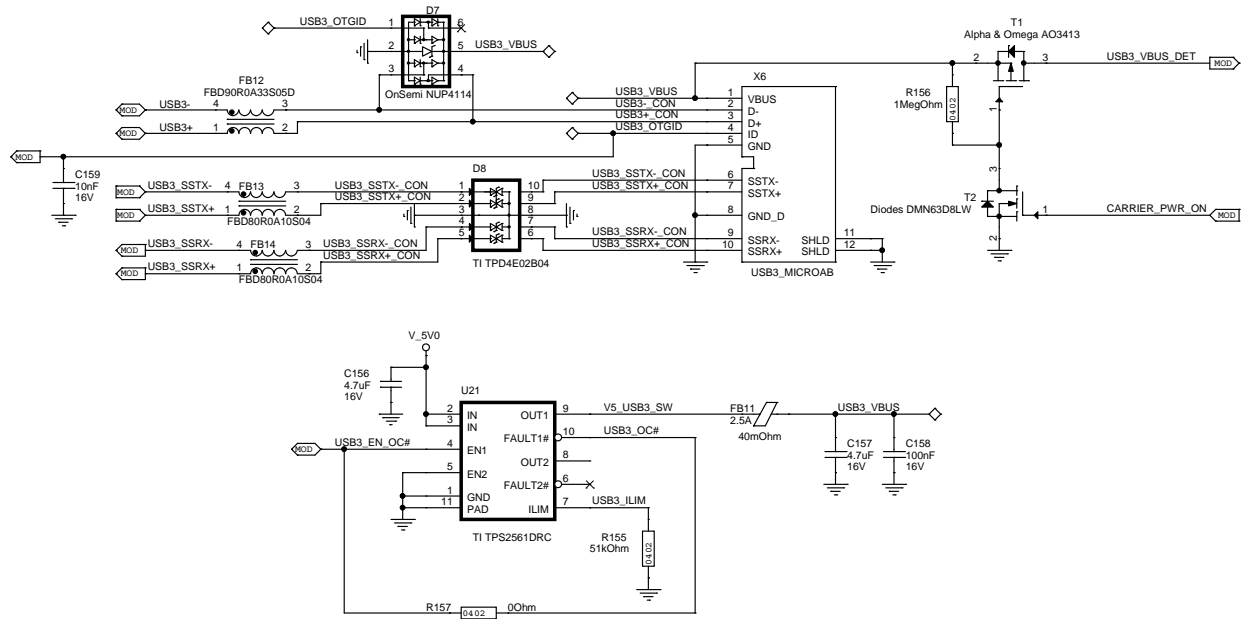 D7
USB3_OTGID 1 6
2 5 USB3_VBUS
3 4
OnSemi NUP4114
FB12
FBD90R0A33S05D
MOD USB3- 4 3
MOD USB3+ 1 2
MOD
C159
10nF
16V
MOD USB3_SSTX- 4 FB13 3 USB3_SSTX-_CON
MOD USB3_SSTX+ 1 2 USB3_SSTX+_CON
FBD80R0A10S04
MOD USB3_SSRX- 4 FB14 3 USB3_SSRX-_CON
MOD USB3_SSRX+ 1 2 USB3_SSRX+_CON
FBD80R0A10S04
D8
1 10
2 9
3 8
4 7
5 6
TI TPD4E02B04
X6
USB3_VBUS 1 VBUS
USB3-_CON 2 D-
USB3+_CON 3 D+
USB3_OTGID 4 ID
5 GND
USB3_SSTX-_CON 6 SSTX-
USB3_SSTX+_CON 7 SSTX+
8 GND_D
USB3_SSRX-_CON 9 SSRX- SHLD 11
USB3_SSRX+_CON 10 SSRX+ SHLD 12
USB3_MICROAB
T1
Alpha & Omega AO3413
2 3 USB3_VBUS_DET MOD
1
R156
1MegOhm
0402
3
T2
Diodes DMN63D8LW
1 CARRIER_PWR_ON MOD
2
V_5V0
C156
4.7uF
16V
U21
2 IN OUT1 9 V5_USB3_SW
3 IN FAULT1# 10 USB3_OC#
MOD USB3_EN_OC# 4 EN1 OUT2 8
5 EN2 FAULT2# 6
1 GND
11 PAD ILIM 7 USB3_ILIM
TI TPS2561DRC
FB11
2.5A
40mOhm
USB3_VBUS
C157
4.7uF
16V
C158
100nF
16V
R155
51kOhm
0402
R157 0402 0Ohm